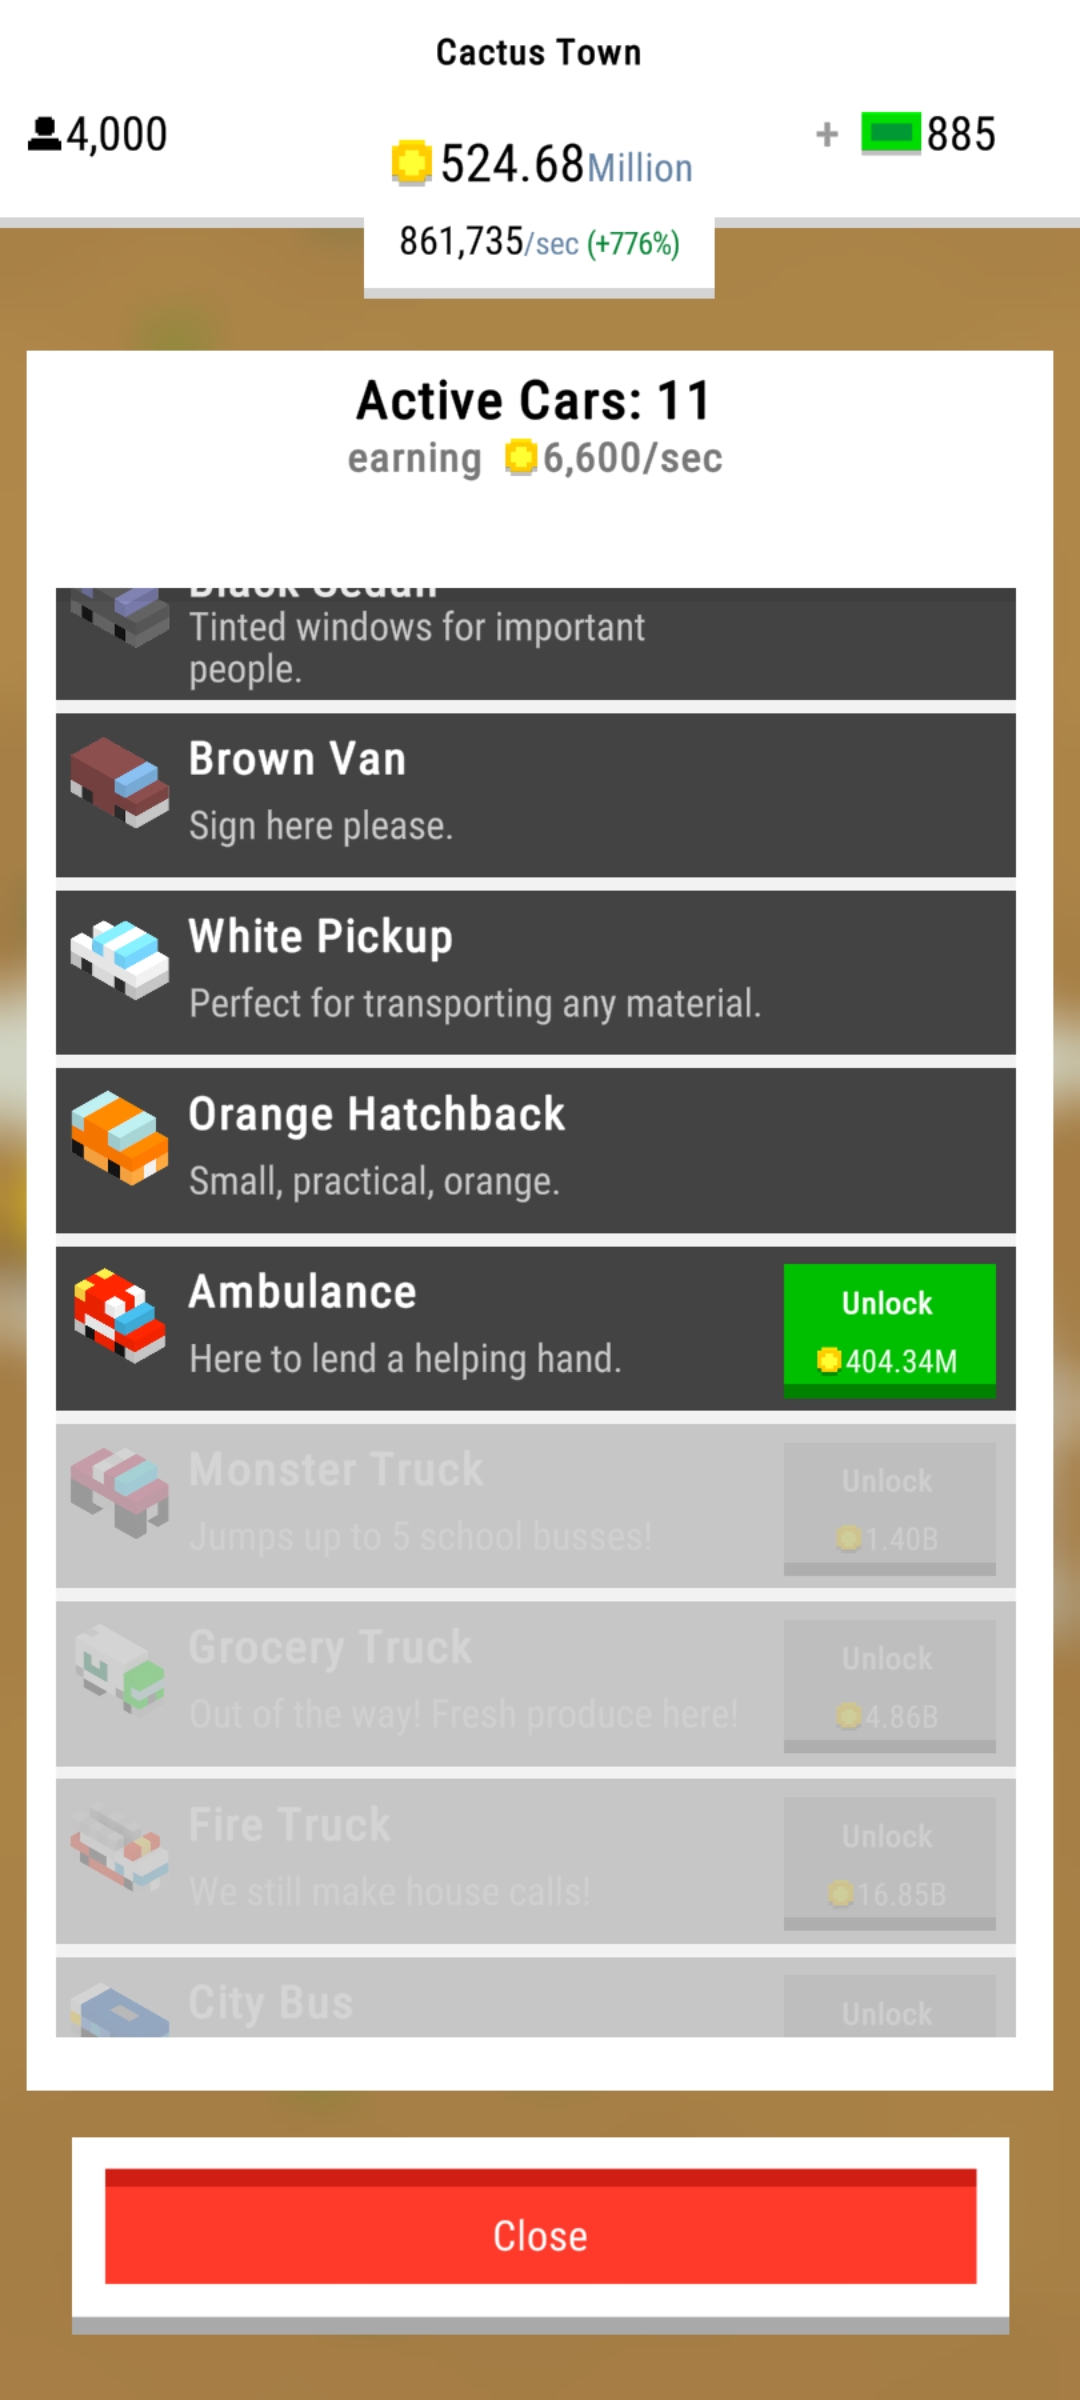 Cactus Town
4,000
524.68Million
+ 885
861,735/sec (+776%)
Active Cars: 11
earning 6,600/sec
Black Sedan
Tinted windows for important
people.
Brown Van
Sign here please.
White Pickup
Perfect for transporting any material.
Orange Hatchback
Small, practical, orange.
Ambulance
Here to lend a helping hand.
Unlock
404.34M
Monster Truck
Jumps up to 5 school busses!
Unlock
1.40B
Grocery Truck
Out of the way! Fresh produce here!
Unlock
4.86B
Fire Truck
We still make house calls!
Unlock
16.85B
City Bus
Unlock
Close